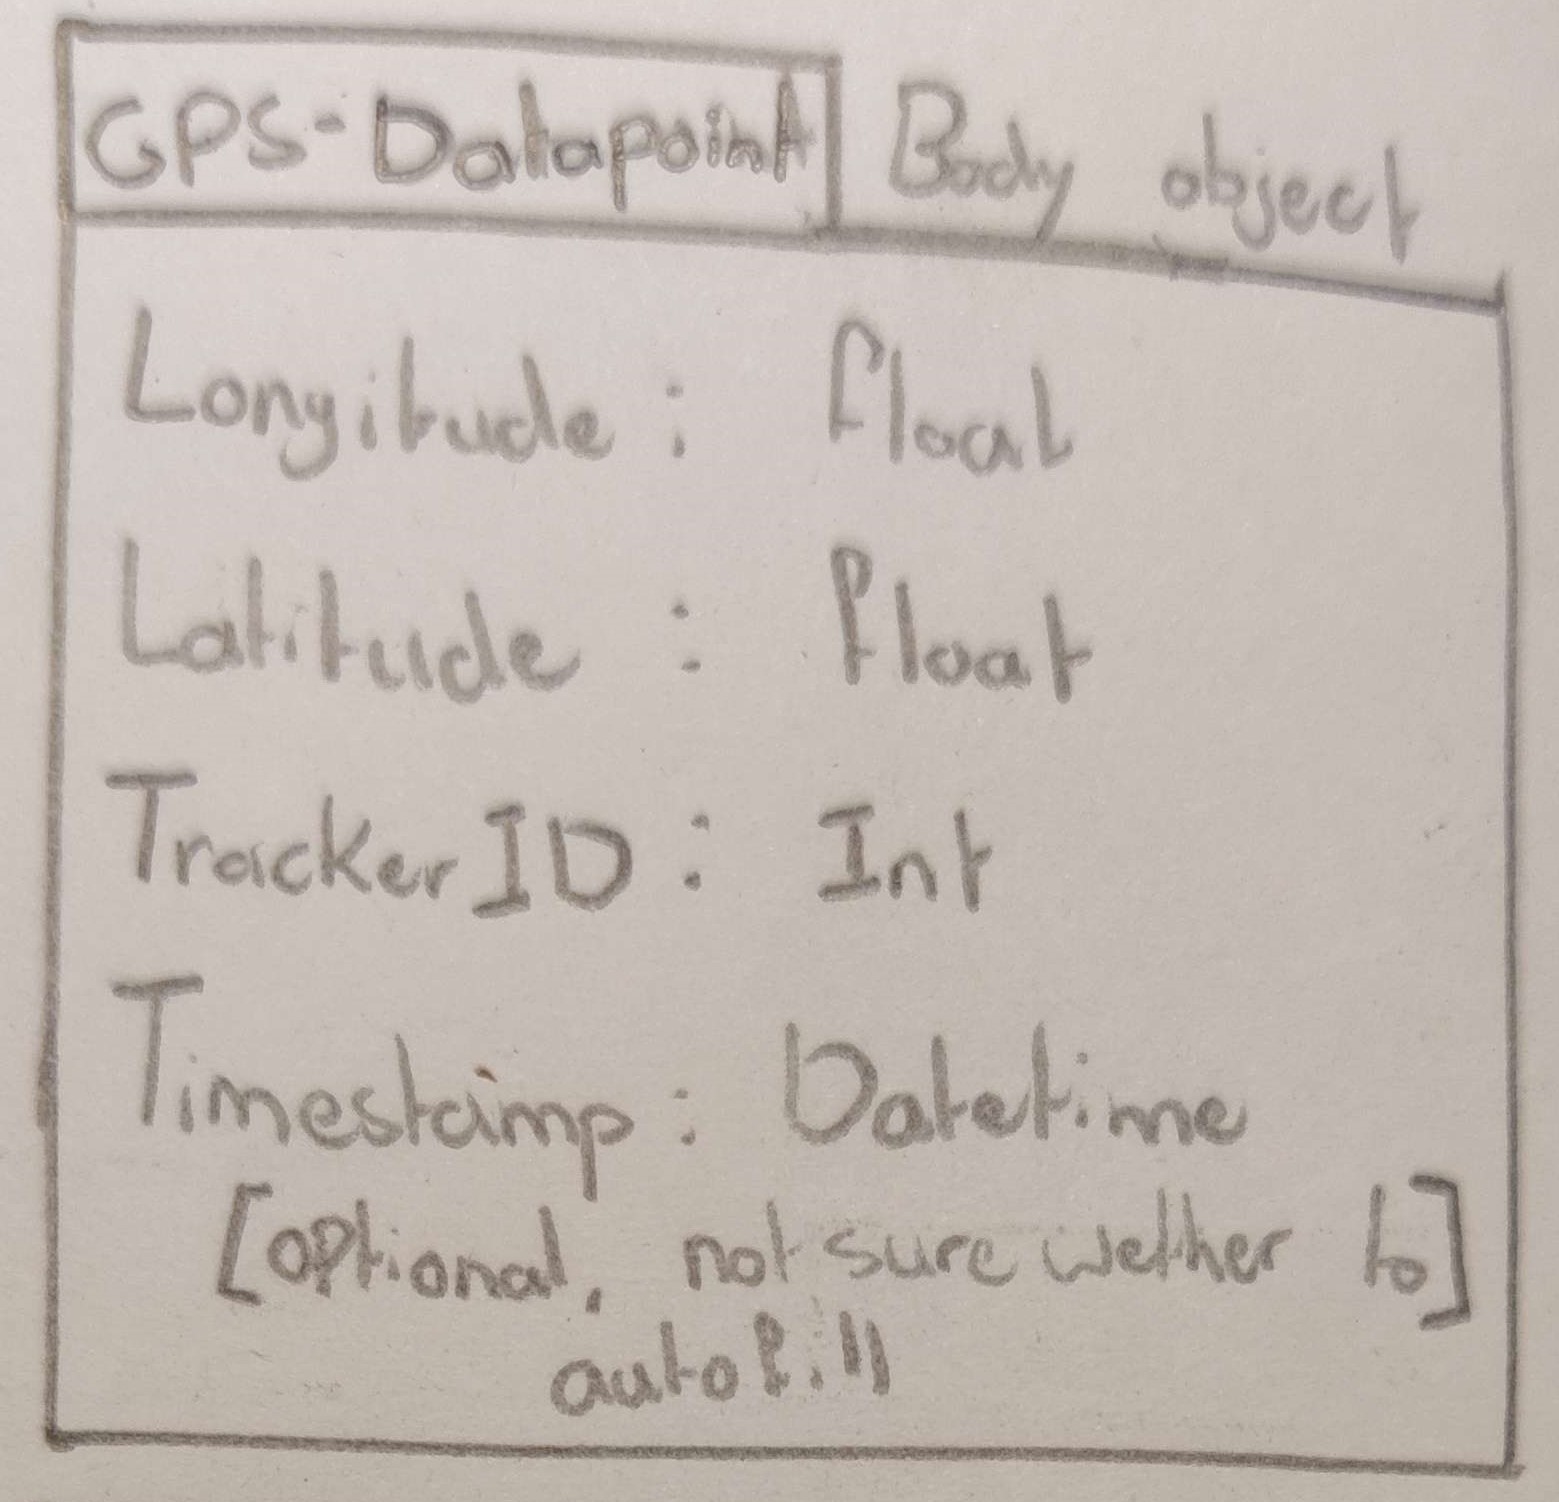 GPS-Datapoint Body object
Longitude : float
Latitude : float
TrackerID : Int
Timestamp : Datetime
[optional, not sure wether to]
autofill